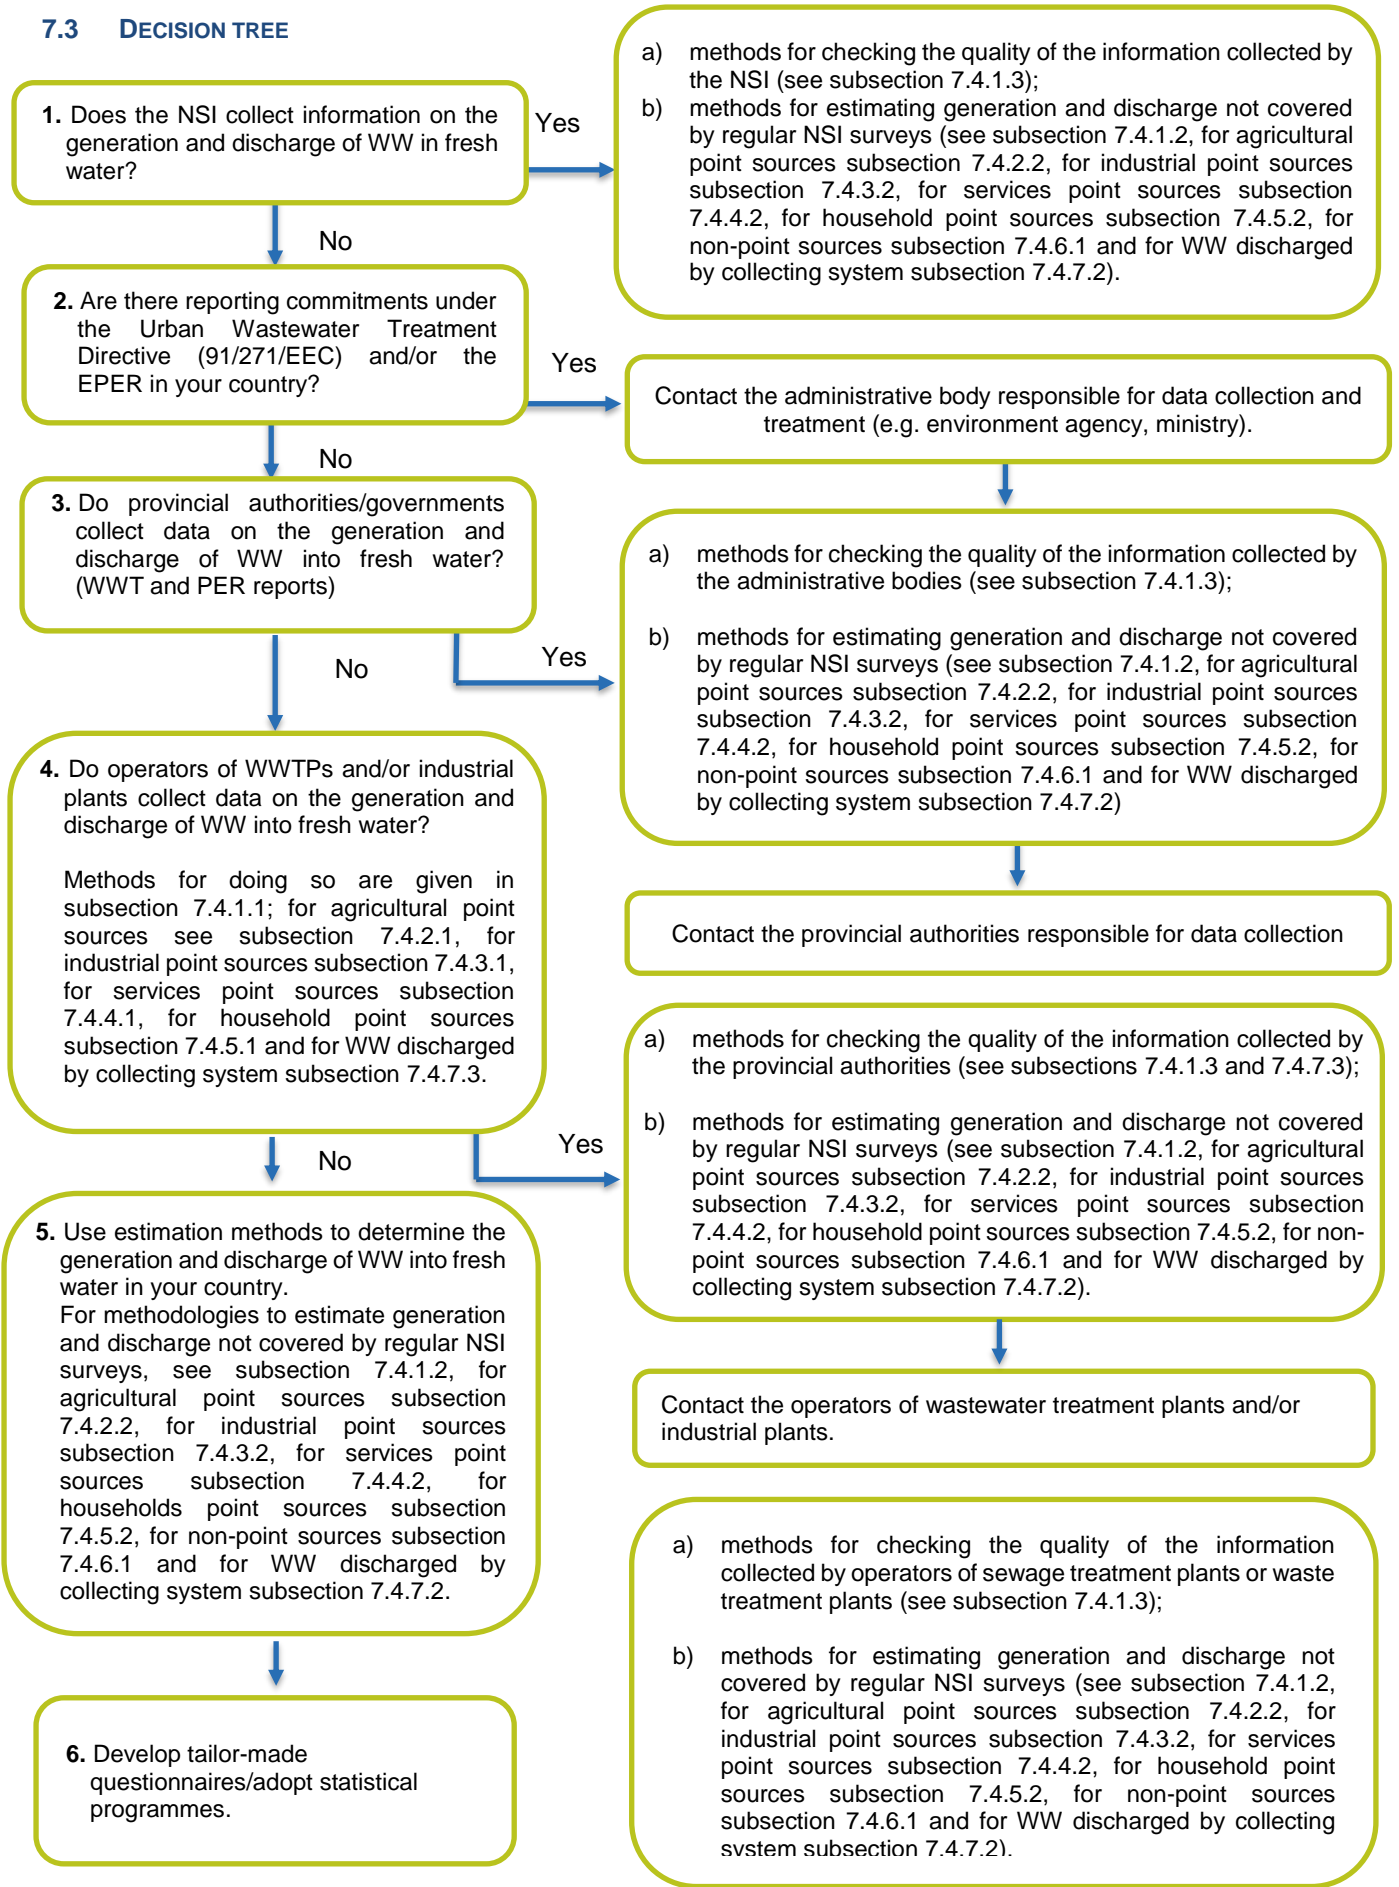 7.3 DECISION TREE
1. Does the NSI collect information on the
generation and discharge of WW in fresh
water?
Yes
a) methods for checking the quality of the information collected by
the NSI (see subsection 7.4.1.3);
b) methods for estimating generation and discharge not covered
by regular NSI surveys (see subsection 7.4.1.2, for agricultural
point sources subsection 7.4.2.2, for industrial point sources
subsection 7.4.3.2, for services point sources subsection
7.4.4.2, for household point sources subsection 7.4.5.2, for
non-point sources subsection 7.4.6.1 and for WW discharged
by collecting system subsection 7.4.7.2).
No
2. Are there reporting commitments under
the Urban Wastewater Treatment
Directive (91/271/EEC) and/or the
EPER in your country?
Yes
Contact the administrative body responsible for data collection and
treatment (e.g. environment agency, ministry).
No
3. Do provincial authorities/governments
collect data on the generation and
discharge of WW into fresh water?
(WWT and PER reports)
Yes
a) methods for checking the quality of the information collected by
the administrative bodies (see subsection 7.4.1.3);
b) methods for estimating generation and discharge not covered
by regular NSI surveys (see subsection 7.4.1.2, for agricultural
point sources subsection 7.4.2.2, for industrial point sources
subsection 7.4.3.2, for services point sources subsection
7.4.4.2, for household point sources subsection 7.4.5.2, for
non-point sources subsection 7.4.6.1 and for WW discharged
by collecting system subsection 7.4.7.2)
No
4. Do operators of WWTPs and/or industrial
plants collect data on the generation and
discharge of WW into fresh water?
Methods for doing so are given in
subsection 7.4.1.1; for agricultural point
sources see subsection 7.4.2.1, for
industrial point sources subsection 7.4.3.1,
for services point sources subsection
7.4.4.1, for household point sources
subsection 7.4.5.1 and for WW discharged
by collecting system subsection 7.4.7.3.
Contact the provincial authorities responsible for data collection
Yes
a) methods for checking the quality of the information collected by
the provincial authorities (see subsections 7.4.1.3 and 7.4.7.3);
b) methods for estimating generation and discharge not covered
by regular NSI surveys (see subsection 7.4.1.2, for agricultural
point sources subsection 7.4.2.2, for industrial point sources
subsection 7.4.3.2, for services point sources subsection
7.4.4.2, for household point sources subsection 7.4.5.2, for non-
point sources subsection 7.4.6.1 and for WW discharged by
collecting system subsection 7.4.7.2).
No
5. Use estimation methods to determine the
generation and discharge of WW into fresh
water in your country.
For methodologies to estimate generation
and discharge not covered by regular NSI
surveys, see subsection 7.4.1.2, for
agricultural point sources subsection
7.4.2.2, for industrial point sources
subsection 7.4.3.2, for services point
sources subsection 7.4.4.2, for
households point sources subsection
7.4.5.2, for non-point sources subsection
7.4.6.1 and for WW discharged by
collecting system subsection 7.4.7.2.
Contact the operators of wastewater treatment plants and/or
industrial plants.
a) methods for checking the quality of the information
collected by operators of sewage treatment plants or waste
treatment plants (see subsection 7.4.1.3);
b) methods for estimating generation and discharge not
covered by regular NSI surveys (see subsection 7.4.1.2,
for agricultural point sources subsection 7.4.2.2, for
industrial point sources subsection 7.4.3.2, for services
point sources subsection 7.4.4.2, for household point
sources subsection 7.4.5.2, for non-point sources
subsection 7.4.6.1 and for WW discharged by collecting
system subsection 7.4.7.2).
6. Develop tailor-made
questionnaires/adopt statistical
programmes.